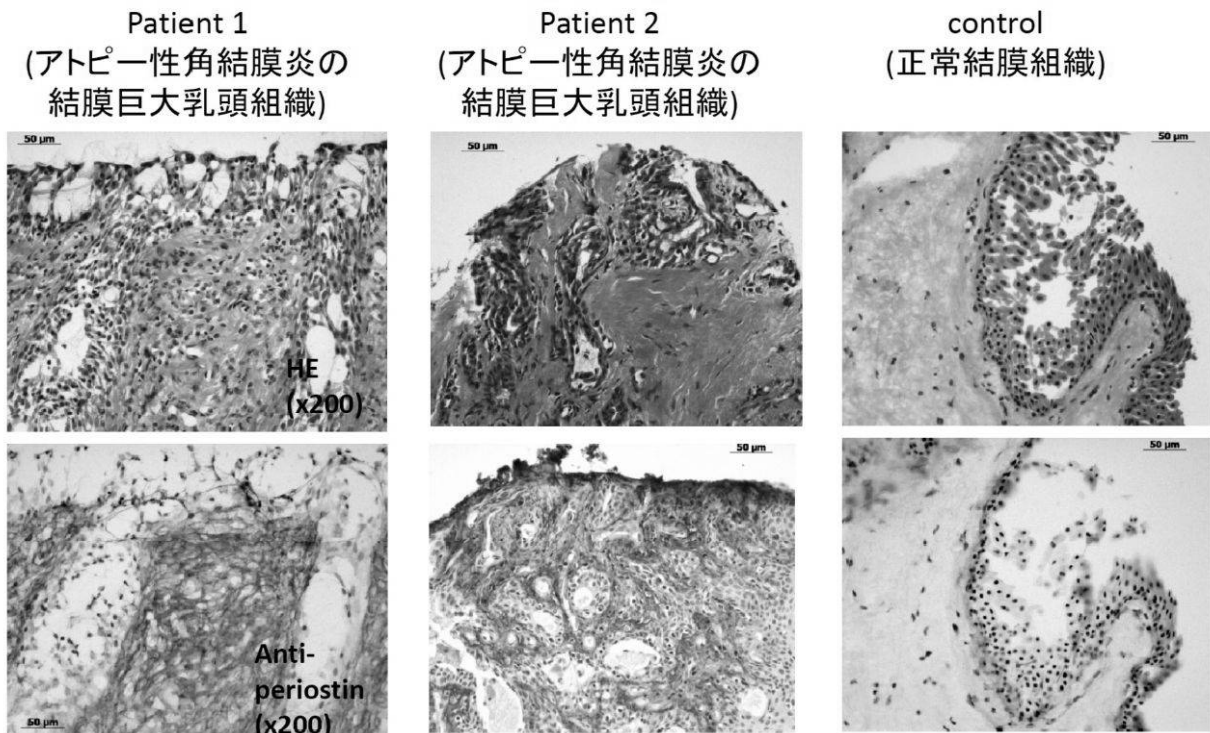 Patient 1
(アトピー性角結膜炎の
結膜巨大乳頭組織)
Patient 2
(アトピー性角結膜炎の
結膜巨大乳頭組織)
control
(正常結膜組織)
50 μm
HE
(x200)
50 μm
50 μm
Anti-
periostin
(x200)
50 μm
50 μm
50 μm